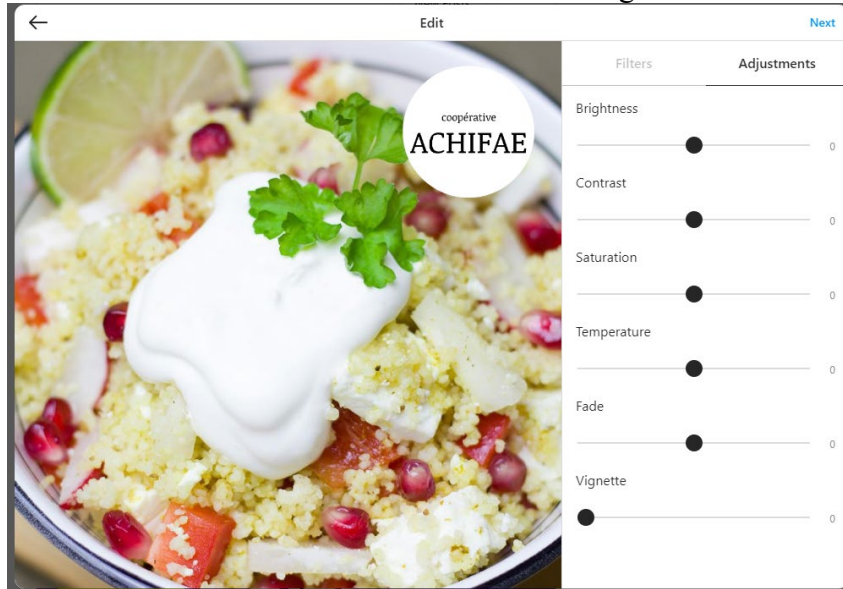 Edit
Next
Filters
Adjustments
coopérative
ACHIFAE
Brightness
0
Contrast
0
Saturation
0
Temperature
0
Fade
0
Vignette
0